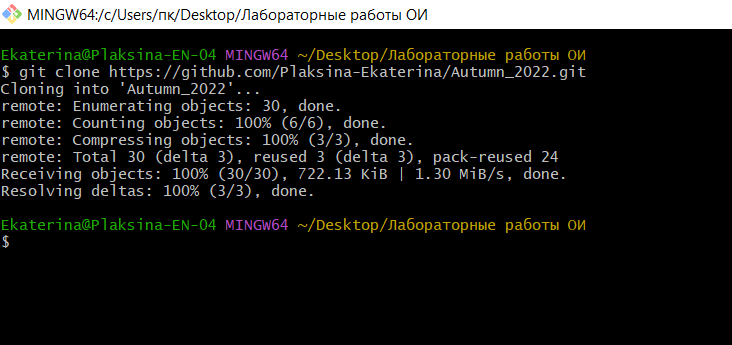 MINGW64:/c/Users/пк/Desktop/Лабораторные работы ОИ
Ekaterina@Plaksina-EN-04 MINGW64 ~/Desktop/Лабораторные работы ОИ
$ git clone https://github.com/Plaksina-Ekaterina/Autumn_2022.git
Cloning into 'Autumn_2022'...
remote: Enumerating objects: 30, done.
remote: Counting objects: 100% (6/6), done.
remote: Compressing objects: 100% (3/3), done.
remote: Total 30 (delta 3), reused 3 (delta 3), pack-reused 24
Receiving objects: 100% (30/30), 722.13 KiB | 1.30 MiB/s, done.
Resolving deltas: 100% (3/3), done.
Ekaterina@Plaksina-EN-04 MINGW64 ~/Desktop/Лабораторные работы ОИ
$